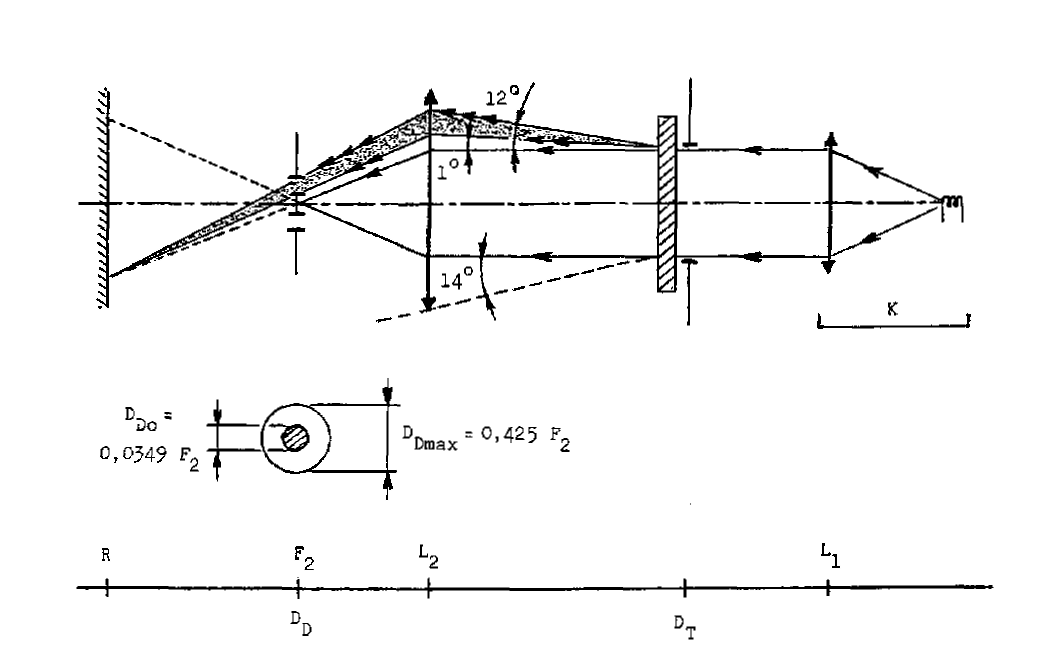 12°
1°
14°
K
D_Do =
0,0349 F_2
D_Dmax = 0,425 F_2
R
F_2
L_2
L_1
D_D
D_T